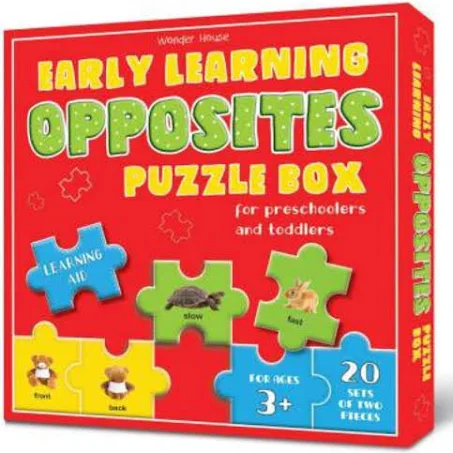 Wonder House
EARLY LEARNING
OPPOSITES
PUZZLE BOX
for preschoolers
and toddlers
LEARNING
AID
slow
fast
front
back
FOR AGES
3+
20
SETS
OF TWO
PIECES
EARLY
LEARNING
OPPOSITES
PUZZLE
BOX